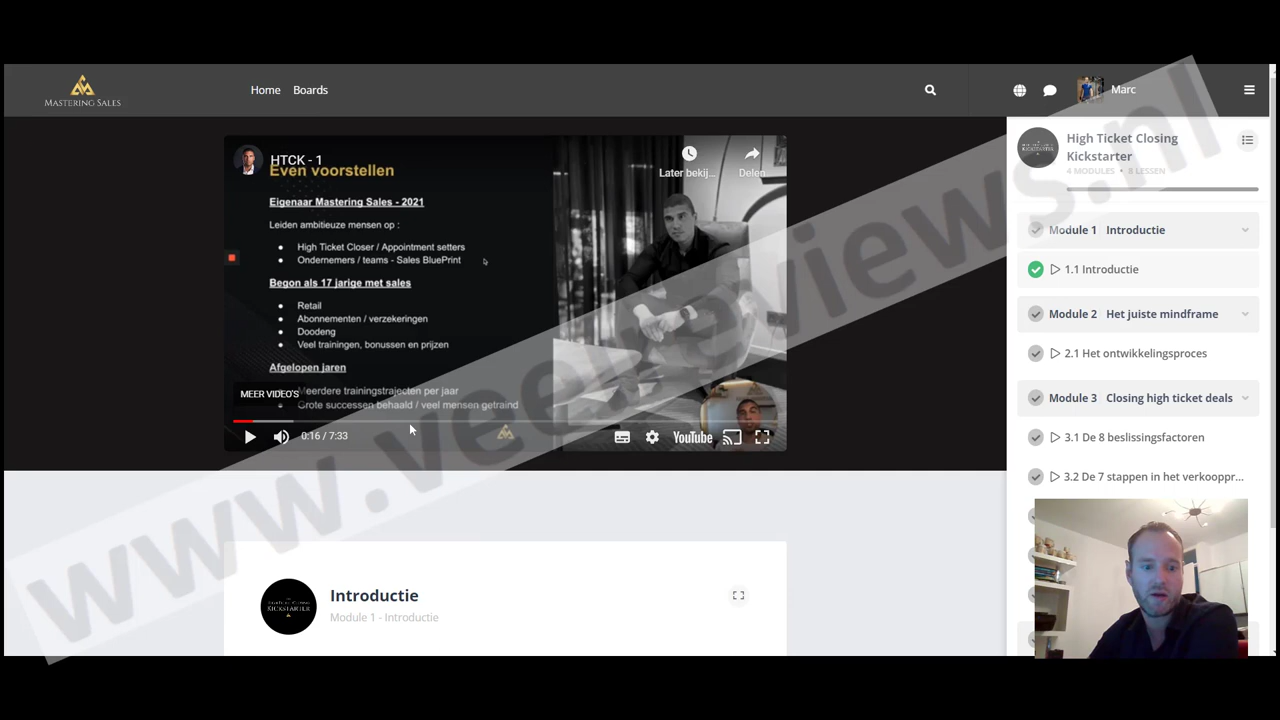 MASTERING SALES
Home
Boards
Marc
HTCK - 1
Even voorstellen
Later bekij...
Delen
Eigenaar Mastering Sales - 2021
Leiden ambitieuze mensen op :
High Ticket Closer / Appointment setters
Ondernemers / teams - Sales BluePrint
Begon als 17 jarige met sales
Retail
Abonnementen / verzekeringen
Doodeng
Veel trainingen, bonussen en prijzen
Afgelopen jaren
Meerdere trainingstrajecten per jaar
Grote successen behaald / veel mensen getraind
MEER VIDEO'S
0:16 / 7:33
YouTube
High Ticket Closing
Kickstarter
4 MODULES • 8 LESSEN
Module 1 Introductie
1.1 Introductie
Module 2 Het juiste mindframe
2.1 Het ontwikkelingsproces
Module 3 Closing high ticket deals
3.1 De 8 beslissingsfactoren
3.2 De 7 stappen in het verkooppr...
KICKSTARTER
Introductie
Module 1 - Introductie
www.veelreviews.nl